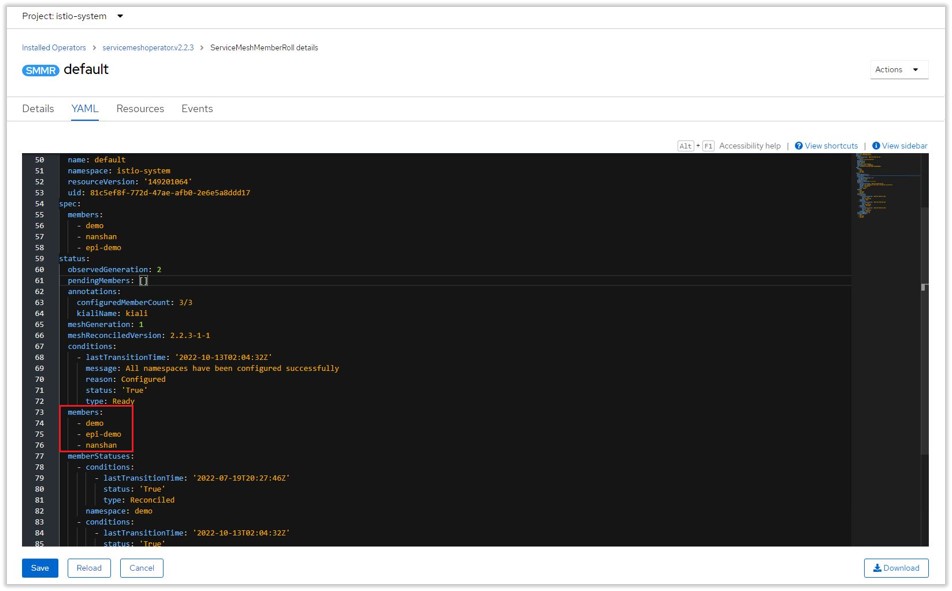 Project: istio-system
Installed Operators > servicemeshoperator.v2.2.3 > ServiceMeshMemberRoll details
SMMR default
Actions
Details YAML Resources Events
Alt + F1 Accessibility help | View shortcuts | View sidebar
50 name: default
51 namespace: istio-system
52 resourceVersion: '149201064'
53 uid: 81c5ef8f-772d-47ae-afb0-2e6e5a8ddd17
54 spec:
55 members:
56 - demo
57 - nanshan
58 - epi-demo
59 status:
60 observedGeneration: 2
61 pendingMembers: []
62 annotations:
63 configuredMemberCount: 3/3
64 kialiName: kiali
65 meshGeneration: 1
66 meshReconciledVersion: 2.2.3-1-1
67 conditions:
68 - lastTransitionTime: '2022-10-13T02:04:32Z'
69 message: All namespaces have been configured successfully
70 reason: Configured
71 status: 'True'
72 type: Ready
73 members:
74 - demo
75 - epi-demo
76 - nanshan
77 memberStatuses:
78 - conditions:
79 - lastTransitionTime: '2022-07-19T20:27:46Z'
80 status: 'True'
81 type: Reconciled
82 namespace: demo
83 - conditions:
84 - lastTransitionTime: '2022-10-13T02:04:32Z'
85 status: 'True'
Save Reload Cancel Download